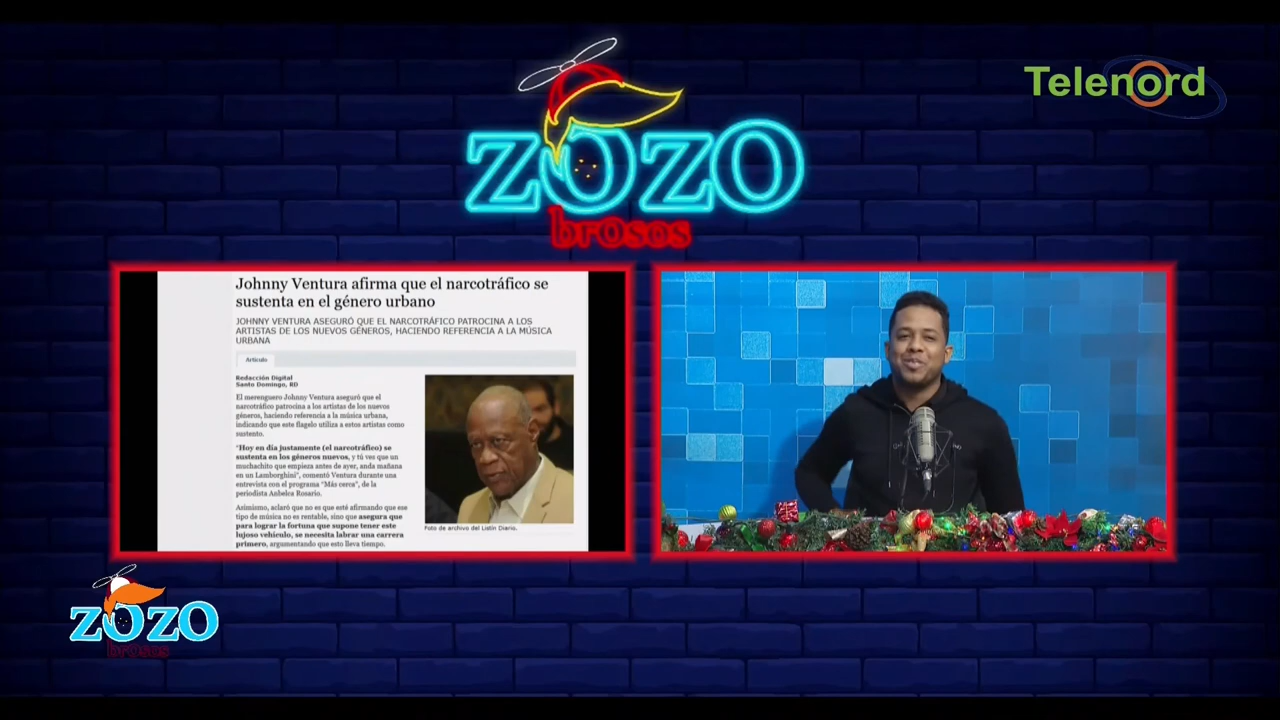 Telenord
ZOZO
brosos
Johnny Ventura afirma que el narcotráfico se
sustenta en el género urbano
JOHNNY VENTURA ASEGURÓ QUE EL NARCOTRÁFICO PATROCINA A LOS
ARTISTAS DE LOS NUEVOS GÉNEROS, HACIENDO REFERENCIA A LA MÚSICA
URBANA
Artículo
Redacción Digital
Santo Domingo, RD
El merenguero Johnny Ventura aseguró que el
narcotráfico patrocina a los artistas de los nuevos
géneros, haciendo referencia a la música urbana,
indicando que este flagelo utiliza a estos artistas como
sustento.
"Hoy en día justamente (el narcotráfico) se
sustenta en los géneros nuevos, y tú ves que un
muchachito que empieza antes de ayer, anda mañana
en un Lamborghini", comentó Ventura durante una
entrevista con el programa "Más cerca", de la
periodista Anbelca Rosario.
Asimismo, aclaró que no es que esté afirmando que ese
tipo de música no es rentable, sino que asegura que
para lograr la fortuna que supone tener este
lujoso vehículo, se necesita labrar una carrera
primero, argumentando que esto lleva tiempo.
Foto de archivo del Listín Diario.
ZOZO
brosos